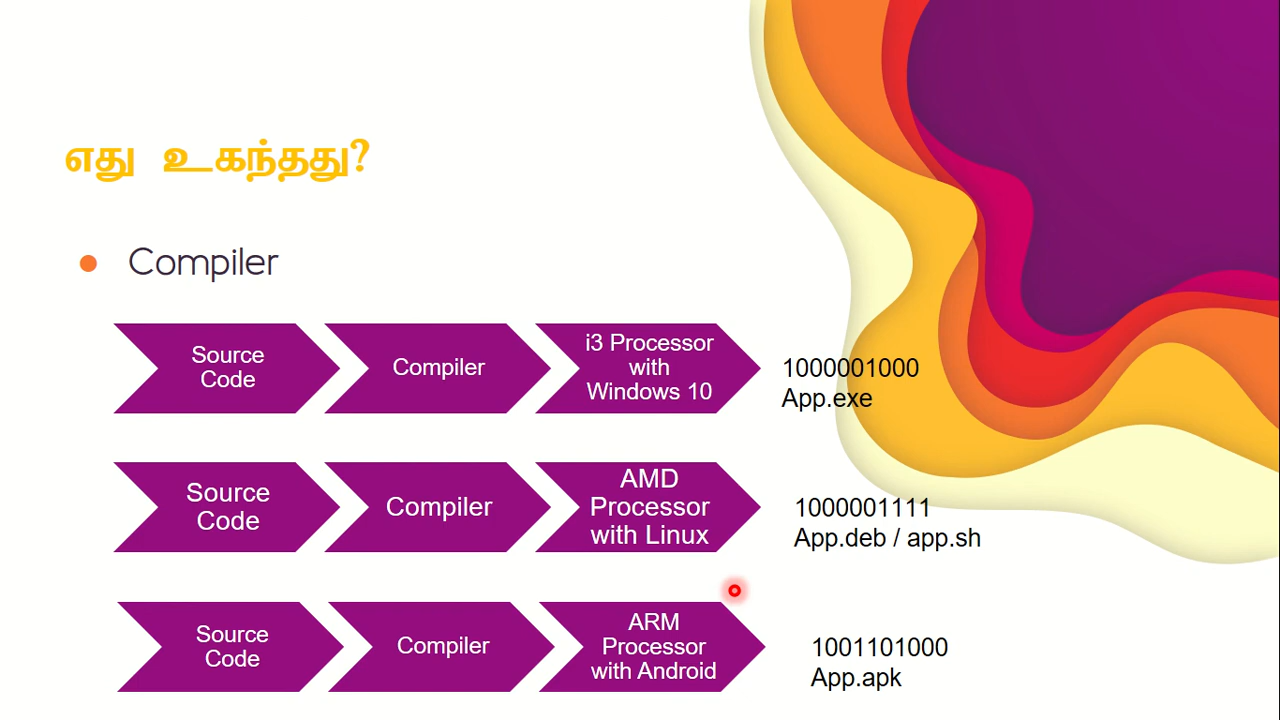 எது உகந்தது?
Compiler
Source
Code
Compiler
i3 Processor
with
Windows 10
1000001000
App.exe
Source
Code
Compiler
AMD
Processor
with Linux
1000001111
App.deb / app.sh
Source
Code
Compiler
ARM
Processor
with Android
1001101000
App.apk